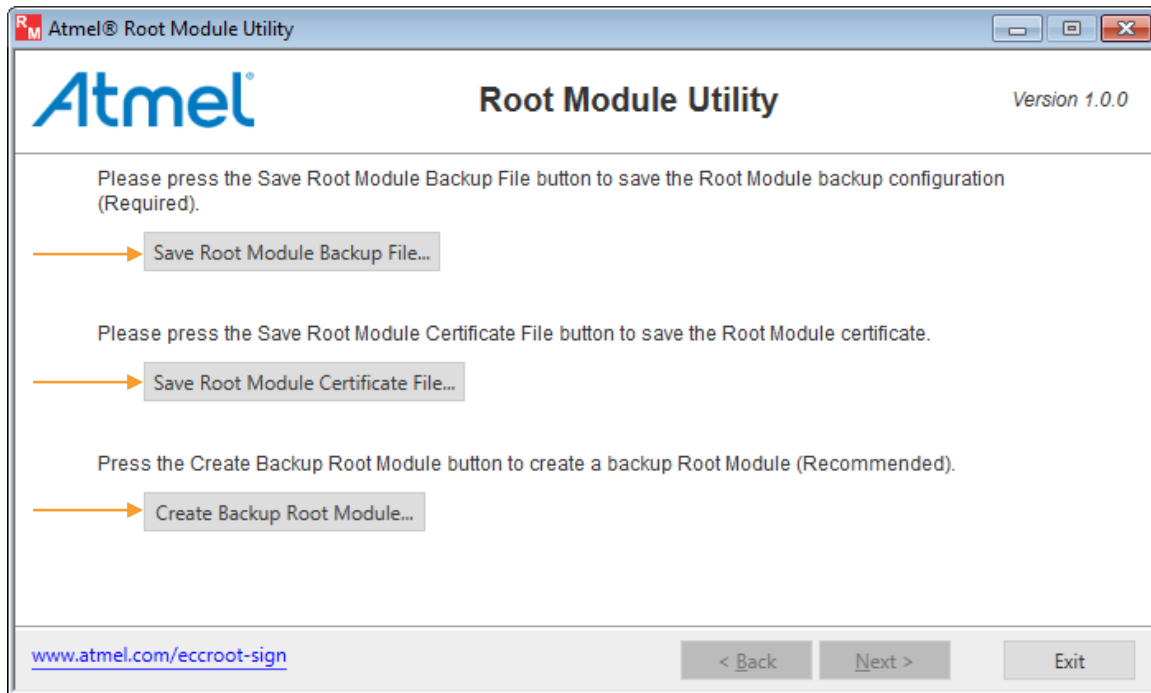 RM Atmel® Root Module Utility
Atmel® Root Module Utility Version 1.0.0
Please press the Save Root Module Backup File button to save the Root Module backup configuration
(Required).
Save Root Module Backup File...
Please press the Save Root Module Certificate File button to save the Root Module certificate.
Save Root Module Certificate File...
Press the Create Backup Root Module button to create a backup Root Module (Recommended).
Create Backup Root Module...
www.atmel.com/eccroot-sign < Back Next > Exit